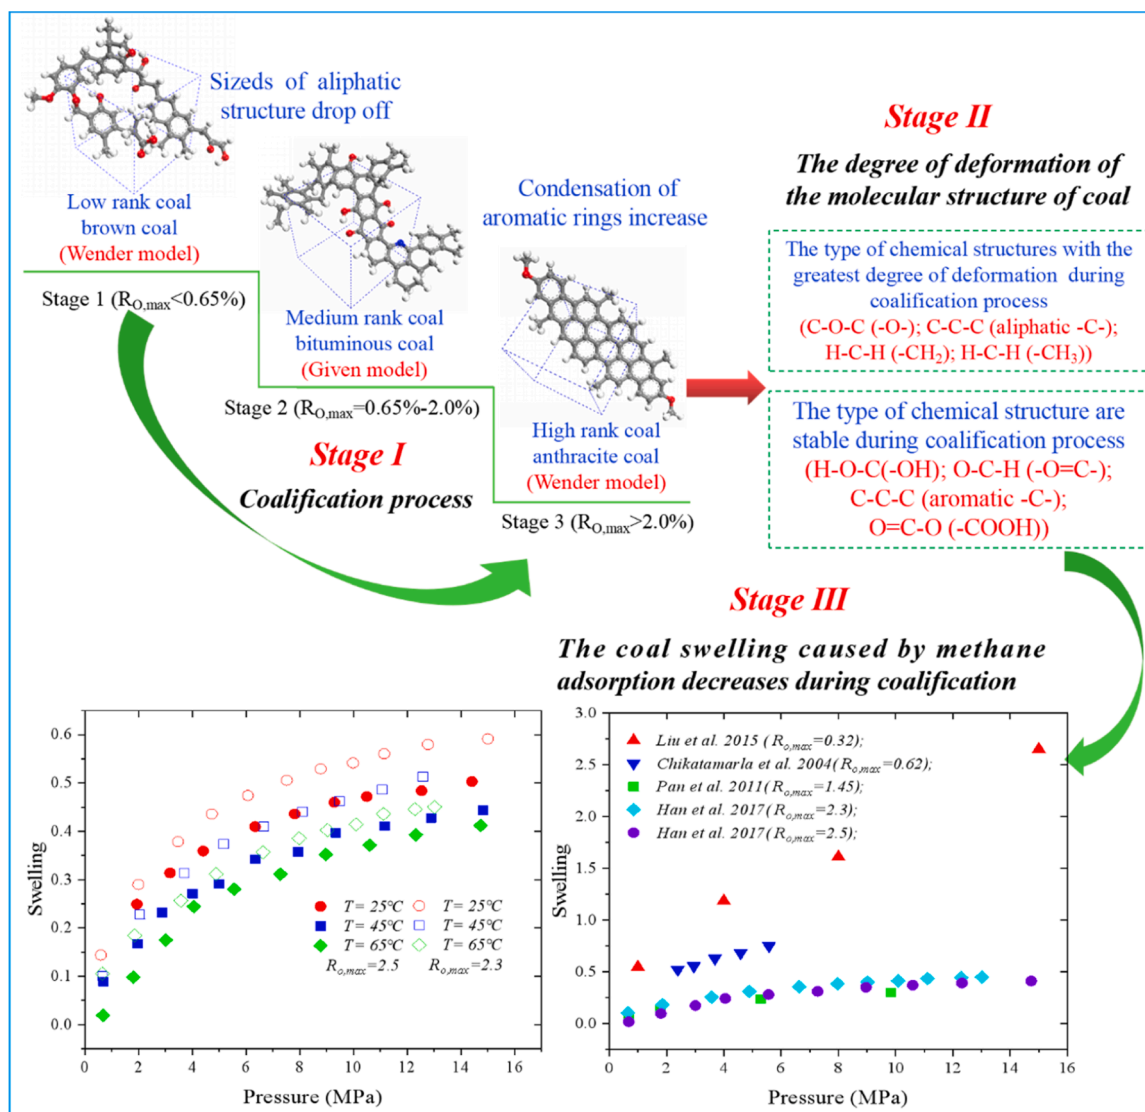 Sizeds of aliphatic
structure drop off
Low rank coal
brown coal
(Wender model)
Stage 1 (R_O,max<0.65%)
Medium rank coal
bituminous coal
(Given model)
Stage 2 (R_O,max=0.65%-2.0%)
Condensation of
aromatic rings increase
High rank coal
anthracite coal
(Wender model)
Stage 3 (R_O,max>2.0%)
Stage I
Coalification process
Stage II
The degree of deformation of
the molecular structure of coal
The type of chemical structures with the
greatest degree of deformation during
coalification process
(C-O-C (-O-); C-C-C (aliphatic -C-);
H-C-H (-CH2); H-C-H (-CH3))
The type of chemical structure are
stable during coalification process
(H-O-C(-OH); O-C-H (-O=C-);
C-C-C (aromatic -C-);
O=C-O (-COOH))
Stage III
The coal swelling caused by methane
adsorption decreases during coalification
0.6
0.5
0.4
0.3
0.2
0.1
0.0
Swelling
T = 25℃ T = 25℃
T = 45℃ T = 45℃
T = 65℃ T = 65℃
R_o,max=2.5 R_o,max=2.3
0 2 4 6 8 10 12 14 16
Pressure (MPa)
3.0
2.5
2.0
1.5
1.0
0.5
0.0
Swelling
Liu et al. 2015 (R_o,max=0.32);
Chikatamarla et al. 2004 (R_o,max=0.62);
Pan et al. 2011 (R_o,max=1.45);
Han et al. 2017 (R_o,max=2.3);
Han et al. 2017 (R_o,max=2.5);
0 2 4 6 8 10 12 14 16
Pressure (MPa)